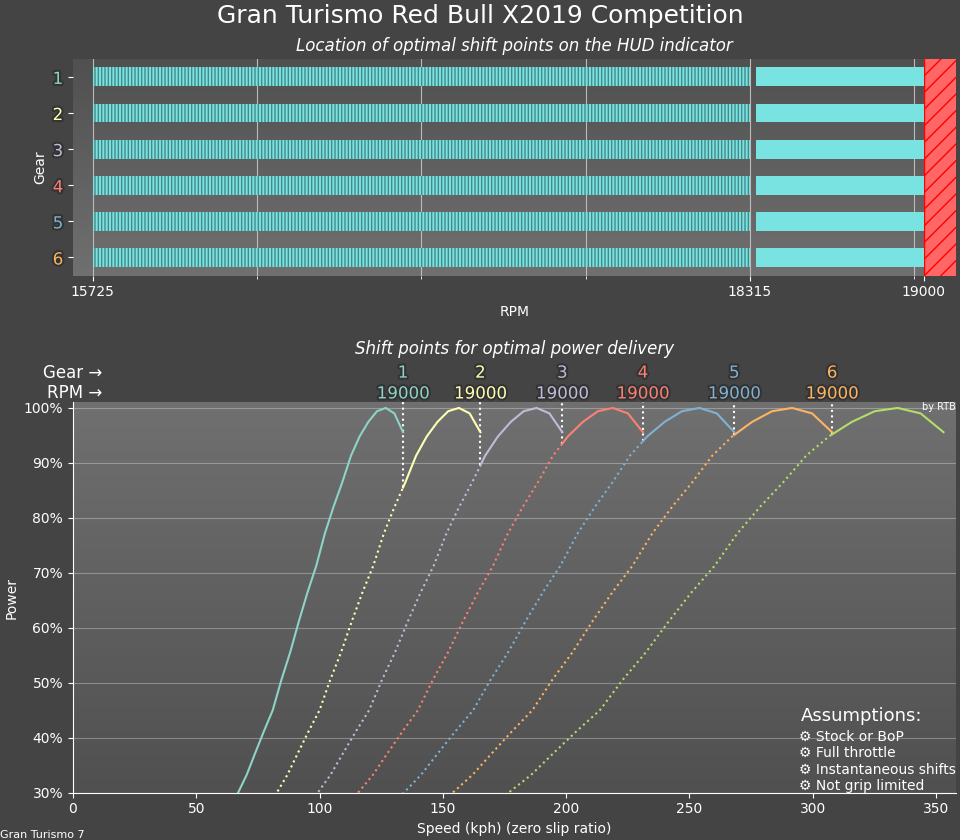 Gran Turismo Red Bull X2019 Competition
Location of optimal shift points on the HUD indicator
Gear
1
2
3
4
5
6
15725 18315 19000
RPM
Shift points for optimal power delivery
Gear → 1 2 3 4 5 6
RPM → 19000 19000 19000 19000 19000 19000
by RTB
Power
100%
90%
80%
70%
60%
50%
40%
30%
Assumptions:
⚙ Stock or BoP
⚙ Full throttle
⚙ Instantaneous shifts
⚙ Not grip limited
0 50 100 150 200 250 300 350
Speed (kph) (zero slip ratio)
Gran Turismo 7